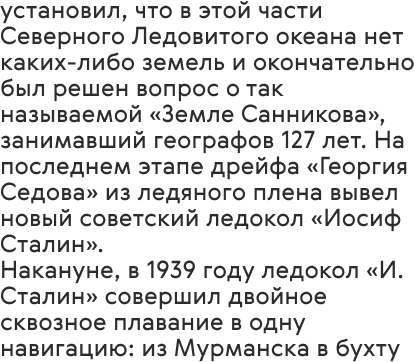 установил, что в этой части
Северного Ледовитого океана нет
каких-либо земель и окончательно
был решен вопрос о так
называемой «Земле Санникова»,
занимавший географов 127 лет. На
последнем этапе дрейфа «Георгия
Седова» из ледяного плена вывел
новый советский ледокол «Иосиф
Сталин».
Накануне, в 1939 году ледокол «И.
Сталин» совершил двойное
сквозное плавание в одну
навигацию: из Мурманска в бухту